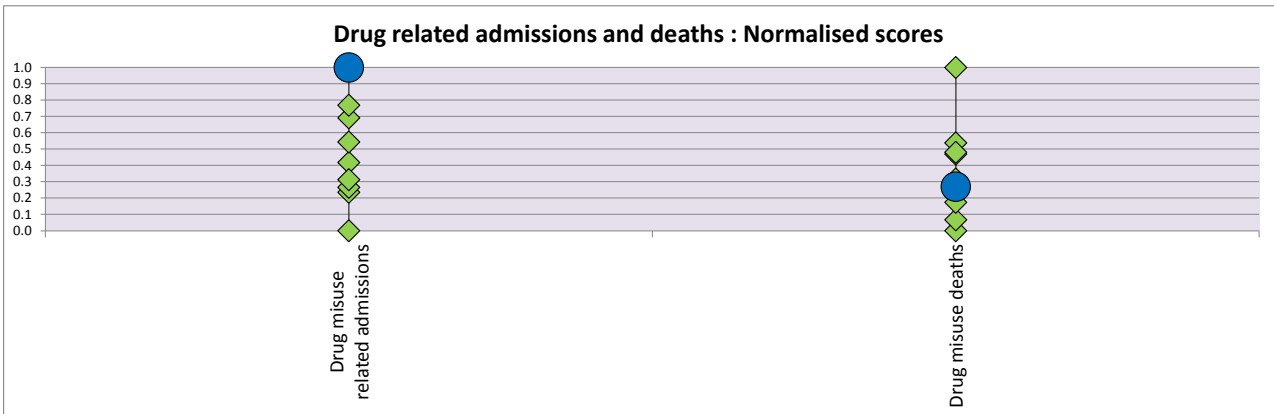 Drug related admissions and deaths : Normalised scores
1.0
0.9
0.8
0.7
0.6
0.5
0.4
0.3
0.2
0.1
0.0
Drug misuse
related admissions
Drug misuse deaths